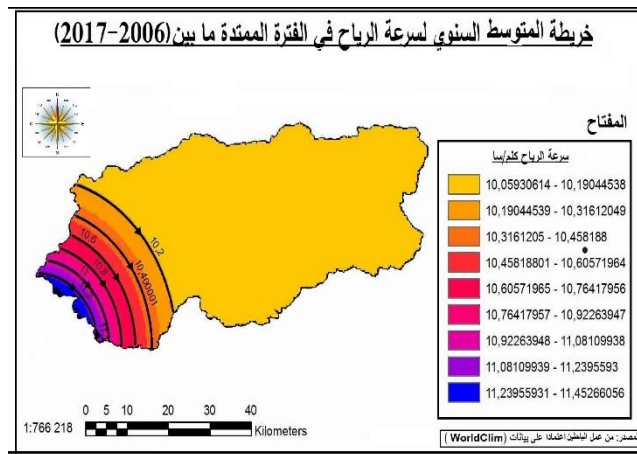 خريطة المتوسط السنوي لسرعة الرياح في الفترة الممتدة ما بين(2006-2017)
المفتاح
سرعة الرياح كلم/سا
10,05930614 - 10,19044538
10,19044539 - 10,31612049
10,3161205 - 10,458188
10,45818801 - 10,60571964
10,60571965 - 10,76417956
10,76417957 - 10,92263947
10,92263948 - 11,08109938
11,08109939 - 11,2395593
11,23955931 - 11,45266056
10,2
10,400001
10,6
10,8
11
11,2
1:766 218
0 5 10 20 30 40
Kilometers
المصدر: من عمل الباحثين اعتمادا على بيانات (WorldClim)